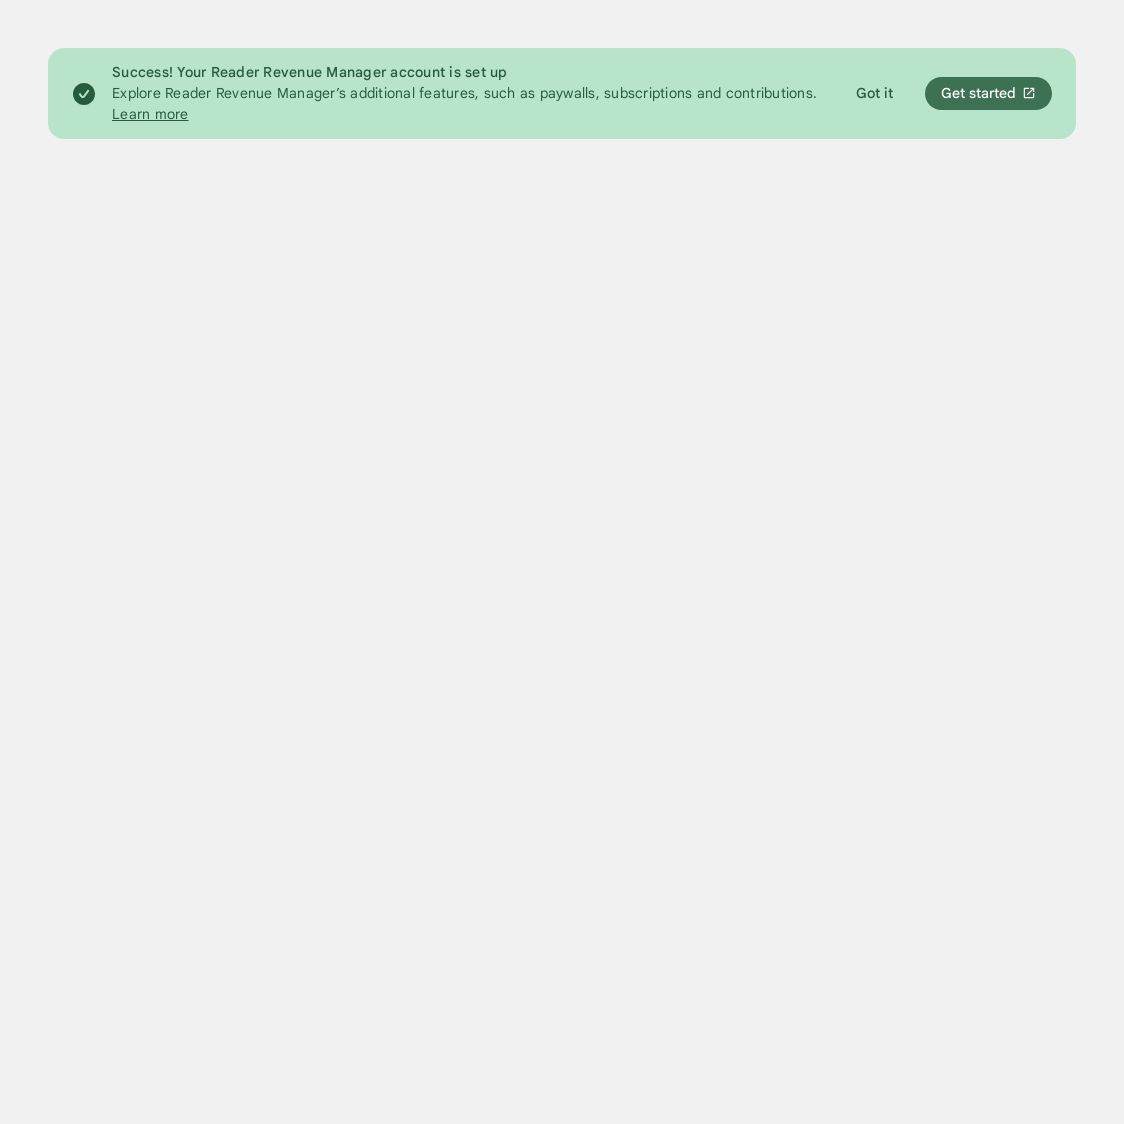 Success! Your Reader Revenue Manager account is set up
Explore Reader Revenue Manager’s additional features, such as paywalls, subscriptions and contributions.
Learn more
Got it
Get started